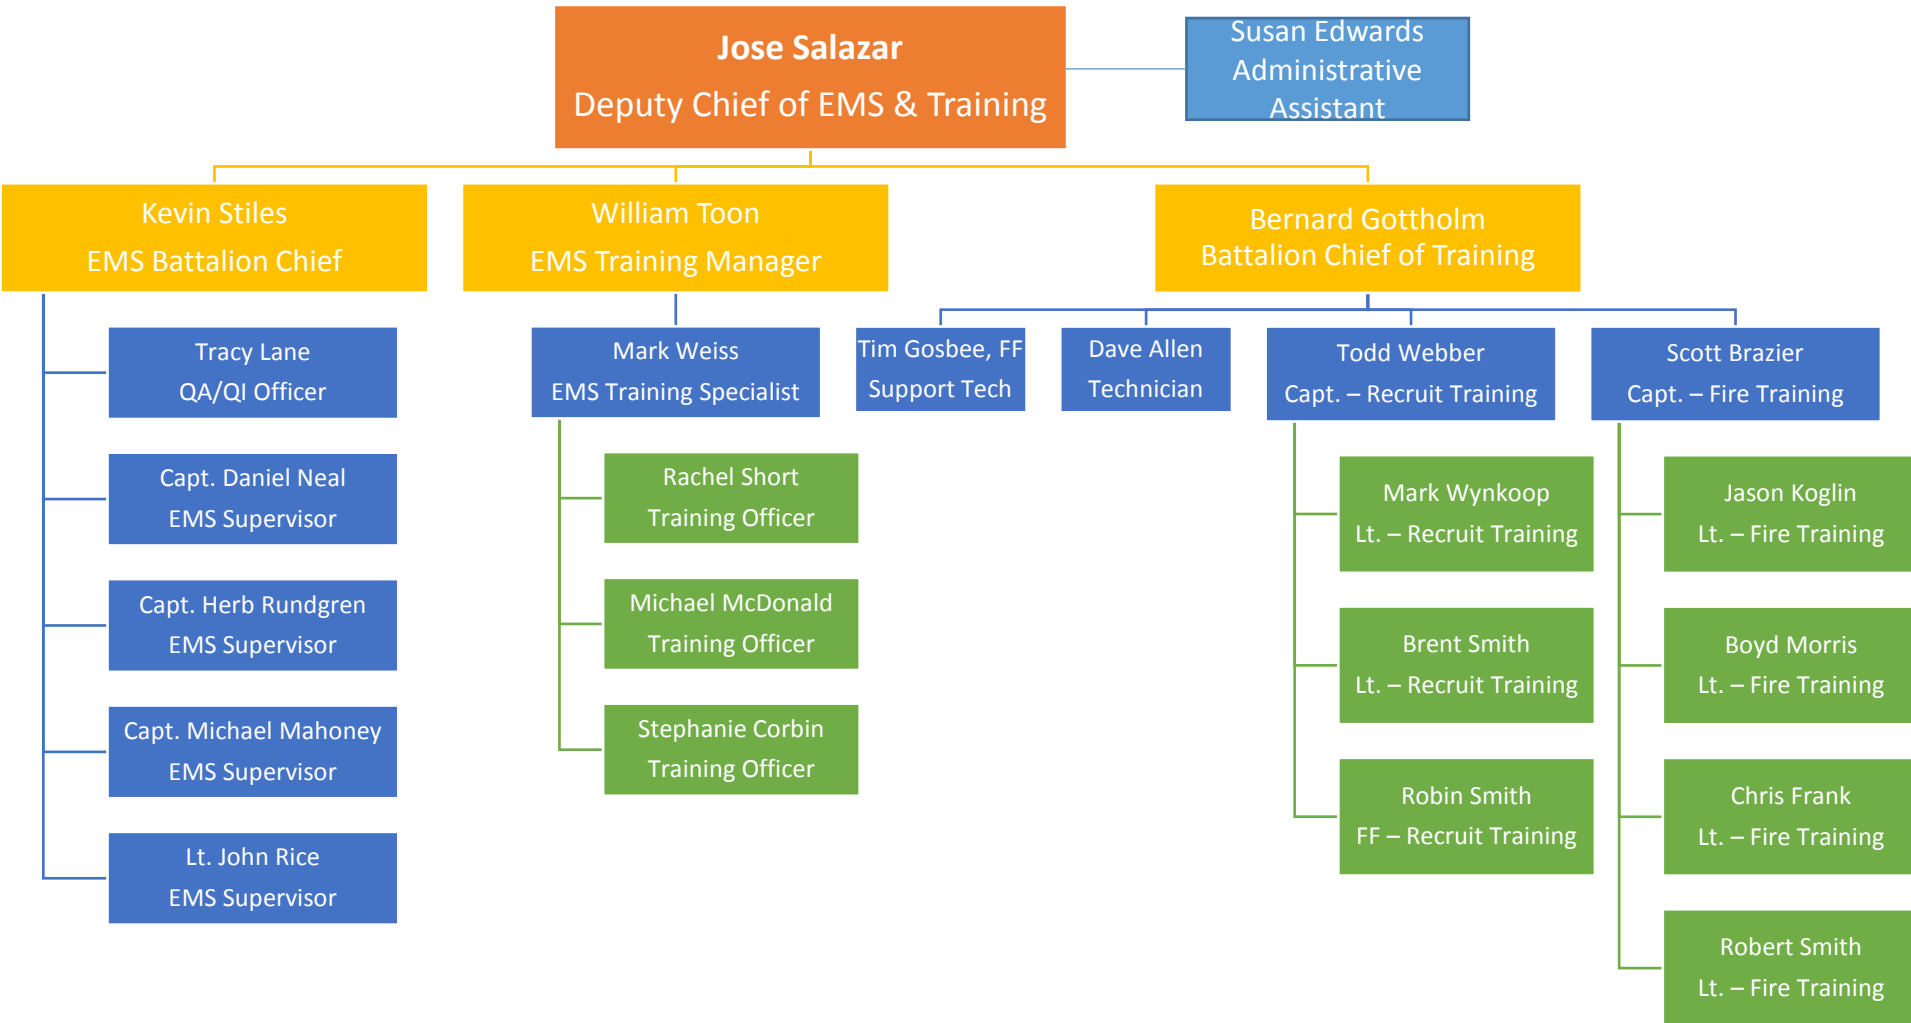 Jose Salazar
Deputy Chief of EMS & Training
Susan Edwards
Administrative
Assistant
Kevin Stiles
EMS Battalion Chief
William Toon
EMS Training Manager
Bernard Gottholm
Battalion Chief of Training
Tracy Lane
QA/QI Officer
Capt. Daniel Neal
EMS Supervisor
Capt. Herb Rundgren
EMS Supervisor
Capt. Michael Mahoney
EMS Supervisor
Lt. John Rice
EMS Supervisor
Mark Weiss
EMS Training Specialist
Rachel Short
Training Officer
Michael McDonald
Training Officer
Stephanie Corbin
Training Officer
Tim Gosbee, FF
Support Tech
Dave Allen
Technician
Todd Webber
Capt. – Recruit Training
Mark Wynkoop
Lt. – Recruit Training
Brent Smith
Lt. – Recruit Training
Robin Smith
FF – Recruit Training
Scott Brazier
Capt. – Fire Training
Jason Koglin
Lt. – Fire Training
Boyd Morris
Lt. – Fire Training
Chris Frank
Lt. – Fire Training
Robert Smith
Lt. – Fire Training